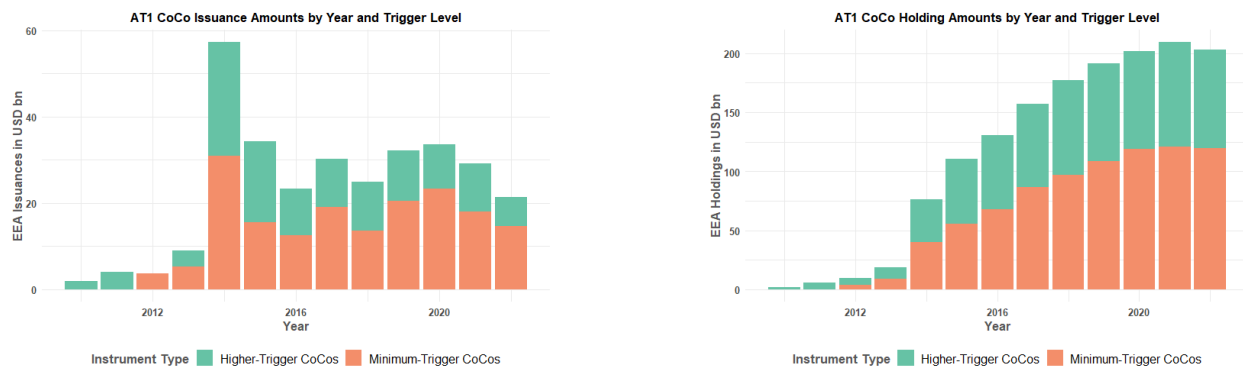 AT1 CoCo Issuance Amounts by Year and Trigger Level
EEA Issuances in USD bn
60
40
20
0
2012
2016
2020
Year
Instrument Type Higher-Trigger CoCos Minimum-Trigger CoCos
AT1 CoCo Holding Amounts by Year and Trigger Level
EEA Holdings in USD bn
200
150
100
50
0
2012
2016
2020
Year
Instrument Type Higher-Trigger CoCos Minimum-Trigger CoCos